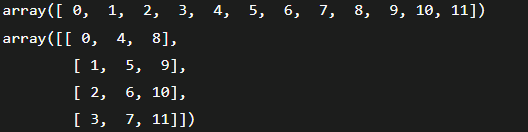 array([ 0,  1,  2,  3,  4,  5,  6,  7,  8,  9, 10, 11])
array([[ 0,  4,  8],
       [ 1,  5,  9],
       [ 2,  6, 10],
       [ 3,  7, 11]])